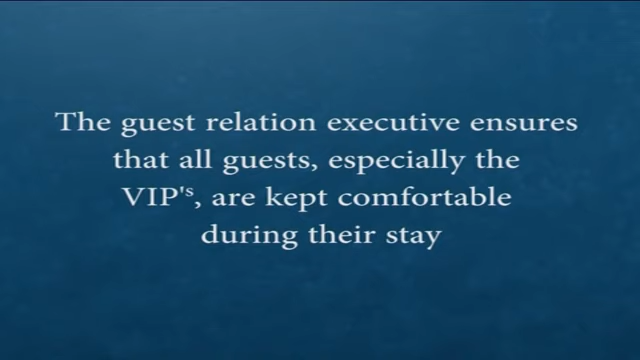 The guest relation executive ensures
that all guests, especially the
VIP's, are kept comfortable
during their stay